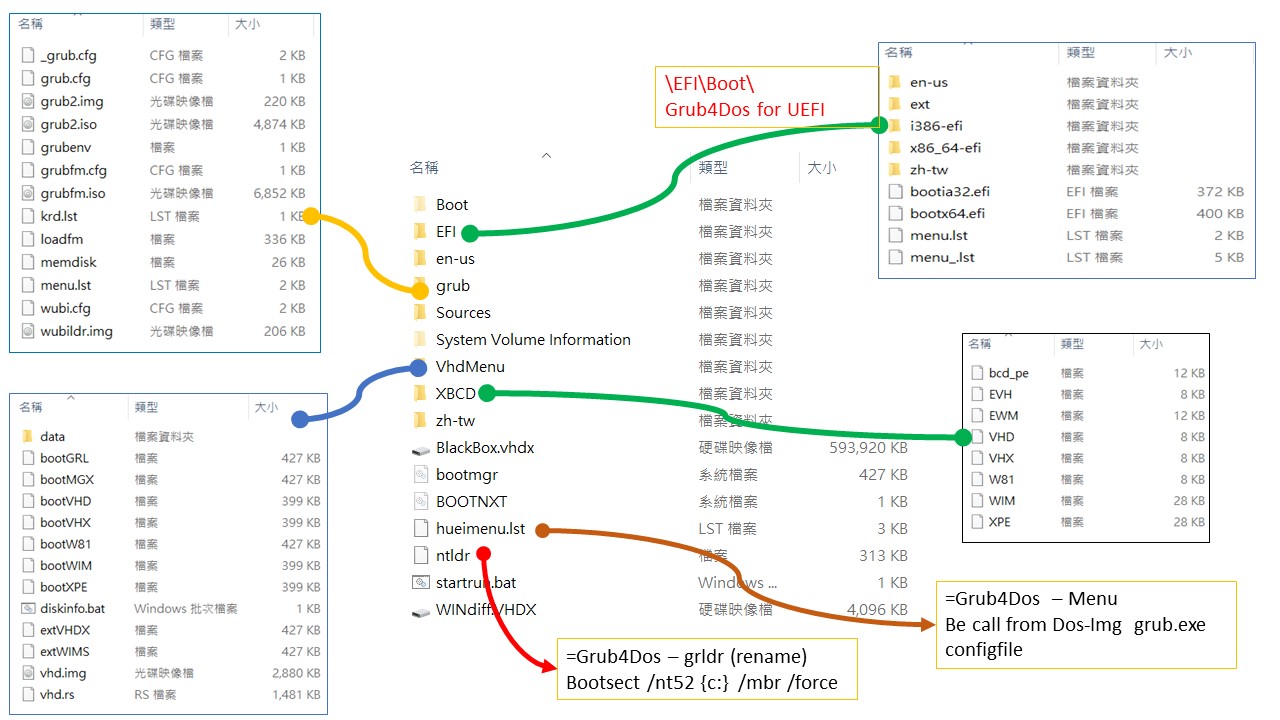 名稱 類型 大小
_grub.cfg CFG 檔案 2 KB
grub.cfg CFG 檔案 1 KB
grub2.img 光碟映像檔 220 KB
grub2.iso 光碟映像檔 4,874 KB
grubenv 檔案 1 KB
grubfm.cfg CFG 檔案 1 KB
grubfm.iso 光碟映像檔 6,852 KB
krd.lst LST 檔案 1 KB
loadfm 檔案 336 KB
memdisk 檔案 26 KB
menu.lst LST 檔案 2 KB
wubi.cfg CFG 檔案 2 KB
wubildr.img 光碟映像檔 206 KB
名稱 類型 大小
data 檔案資料夾
bootGRL 檔案 427 KB
bootMGX 檔案 427 KB
bootVHD 檔案 399 KB
bootVHX 檔案 399 KB
bootW81 檔案 427 KB
bootWIM 檔案 399 KB
bootXPE 檔案 399 KB
diskinfo.bat Windows 批次檔案 1 KB
extVHDX 檔案 427 KB
extWIMS 檔案 427 KB
vhd.img 光碟映像檔 2,880 KB
vhd.rs RS 檔案 1,481 KB
\EFI\Boot\
Grub4Dos for UEFI
名稱 類型 大小
Boot 檔案資料夾
EFI 檔案資料夾
en-us 檔案資料夾
grub 檔案資料夾
Sources 檔案資料夾
System Volume Information 檔案資料夾
VhdMenu 檔案資料夾
XBCD 檔案資料夾
zh-tw 檔案資料夾
BlackBox.vhdx 硬碟映像檔 593,920 KB
bootmgr 系統檔案 427 KB
BOOTNXT 系統檔案 1 KB
hueimenu.lst LST 檔案 3 KB
ntldr 檔案 313 KB
startrun.bat Windows ... 1 KB
WINdiff.VHDX 硬碟映像檔 4,096 KB
=Grub4Dos – grldr (rename)
Bootsect /nt52 {c:} /mbr /force
名稱 類型 大小
en-us 檔案資料夾
ext 檔案資料夾
i386-efi 檔案資料夾
x86_64-efi 檔案資料夾
zh-tw 檔案資料夾
bootia32.efi EFI 檔案 372 KB
bootx64.efi EFI 檔案 400 KB
menu.lst LST 檔案 2 KB
menu_.lst LST 檔案 5 KB
名稱 類型 大小
bcd_pe 檔案 12 KB
EVH 檔案 8 KB
EWM 檔案 12 KB
VHD 檔案 8 KB
VHX 檔案 8 KB
W81 檔案 8 KB
WIM 檔案 28 KB
XPE 檔案 28 KB
=Grub4Dos – Menu
Be call from Dos-Img grub.exe
configfile